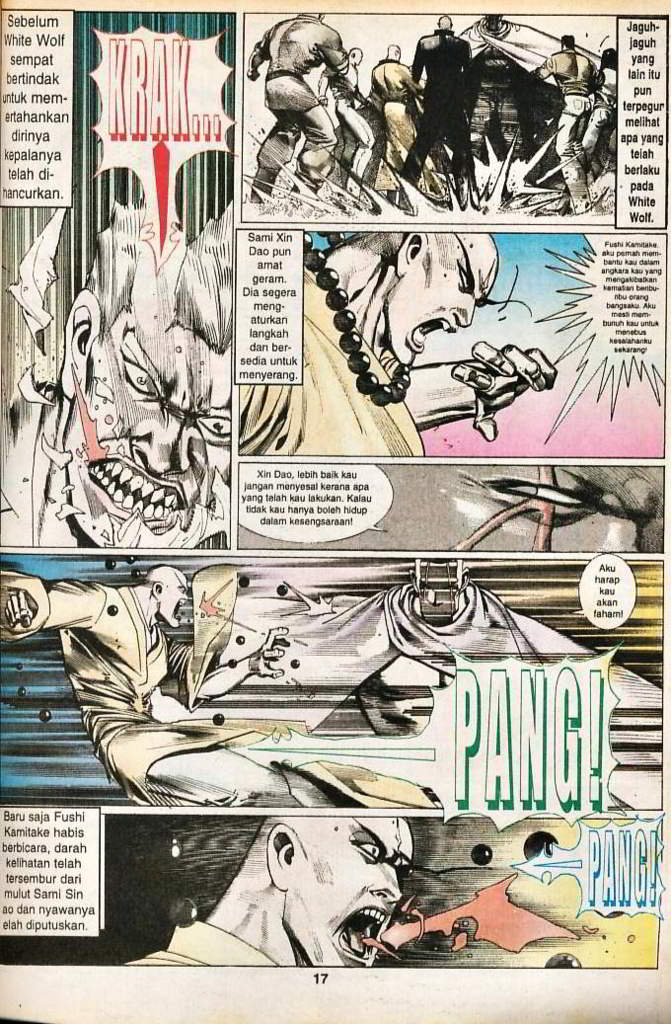 Sebelum
White Wolf
sempat
bertindak
untuk mem-
ertahankan
dirinya
kepalanya
telah di-
hancurkan.
KRAK...
Jaguh-
jaguh
yang
lain itu
pun
terpegun
melihat
apa yang
telah
berlaku
pada
White
Wolf.
Sami Xin
Dao pun
amat
geram.
Dia segera
meng-
aturkan
langkah
dan ber-
sedia untuk
menyerang.
Fushi Kamitake,
aku pernah mem-
bantu kau dalam
angkara kau yang
mengakibatkan
kematian beribu-
ribu orang
bangsaku. Aku
mesti mem-
bunuh kau untuk
menebus
kesalahanku
sekarang!
Xin Dao, lebih baik kau
jangan menyesal kerana apa
yang telah kau lakukan. Kalau
tidak kau hanya boleh hidup
dalam kesengsaraan!
Aku
harap
kau
akan
faham!
PANG!
Baru saja Fushi
Kamitake habis
berbicara, darah
kelihatan telah
tersembur dari
mulut Sami Sin
ao dan nyawanya
elah diputuskan.
PANG!
17